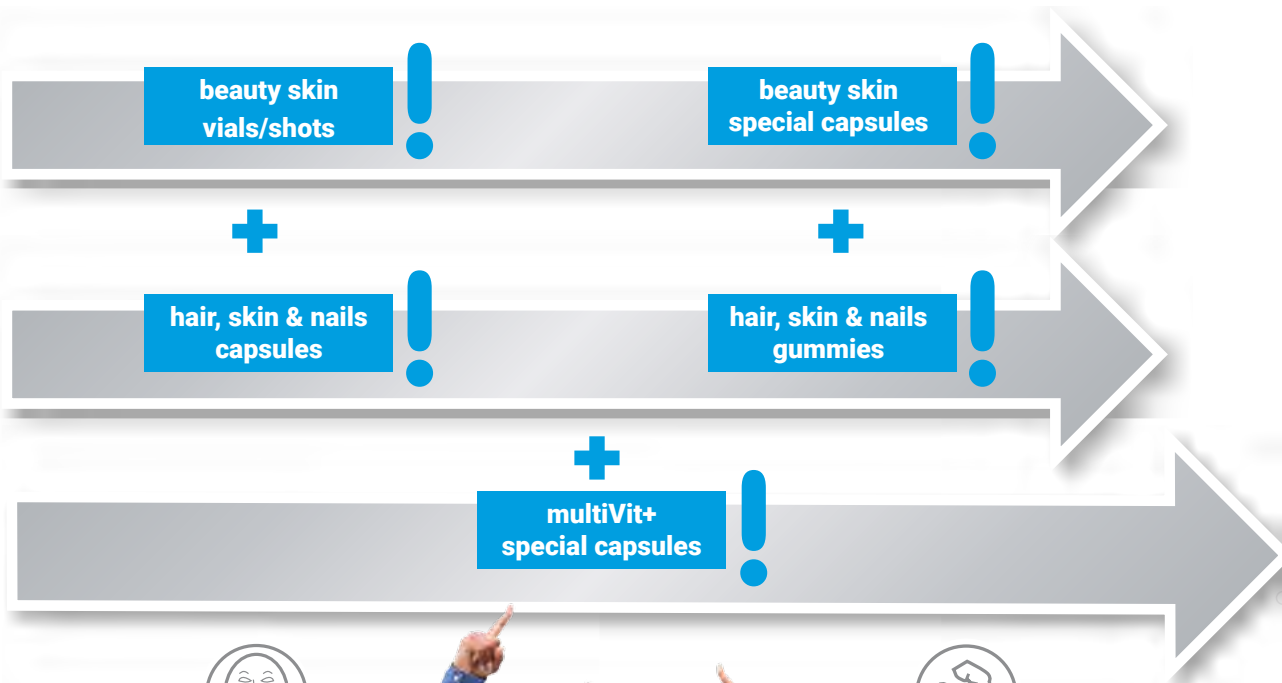 beauty skin
vials/shots
beauty skin
special capsules
hair, skin & nails
capsules
hair, skin & nails
gummies
multiVit+
special capsules